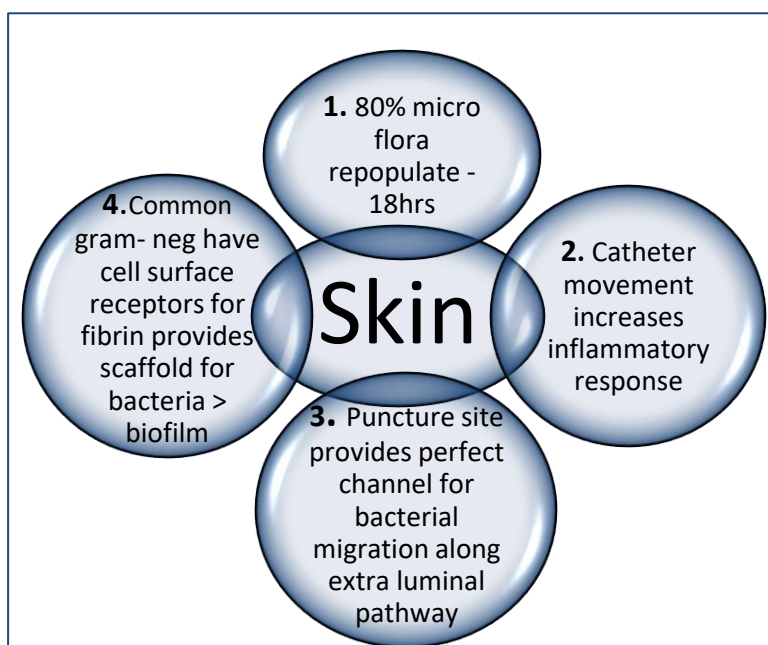 1. 80% micro
flora
repopulate -
18hrs
2. Catheter
movement
increases
inflammatory
response
3. Puncture site
provides perfect
channel for
bacterial
migration along
extra luminal
pathway
4.Common
gram- neg have
cell surface
receptors for
fibrin provides
scaffold for
bacteria >
biofilm
Skin